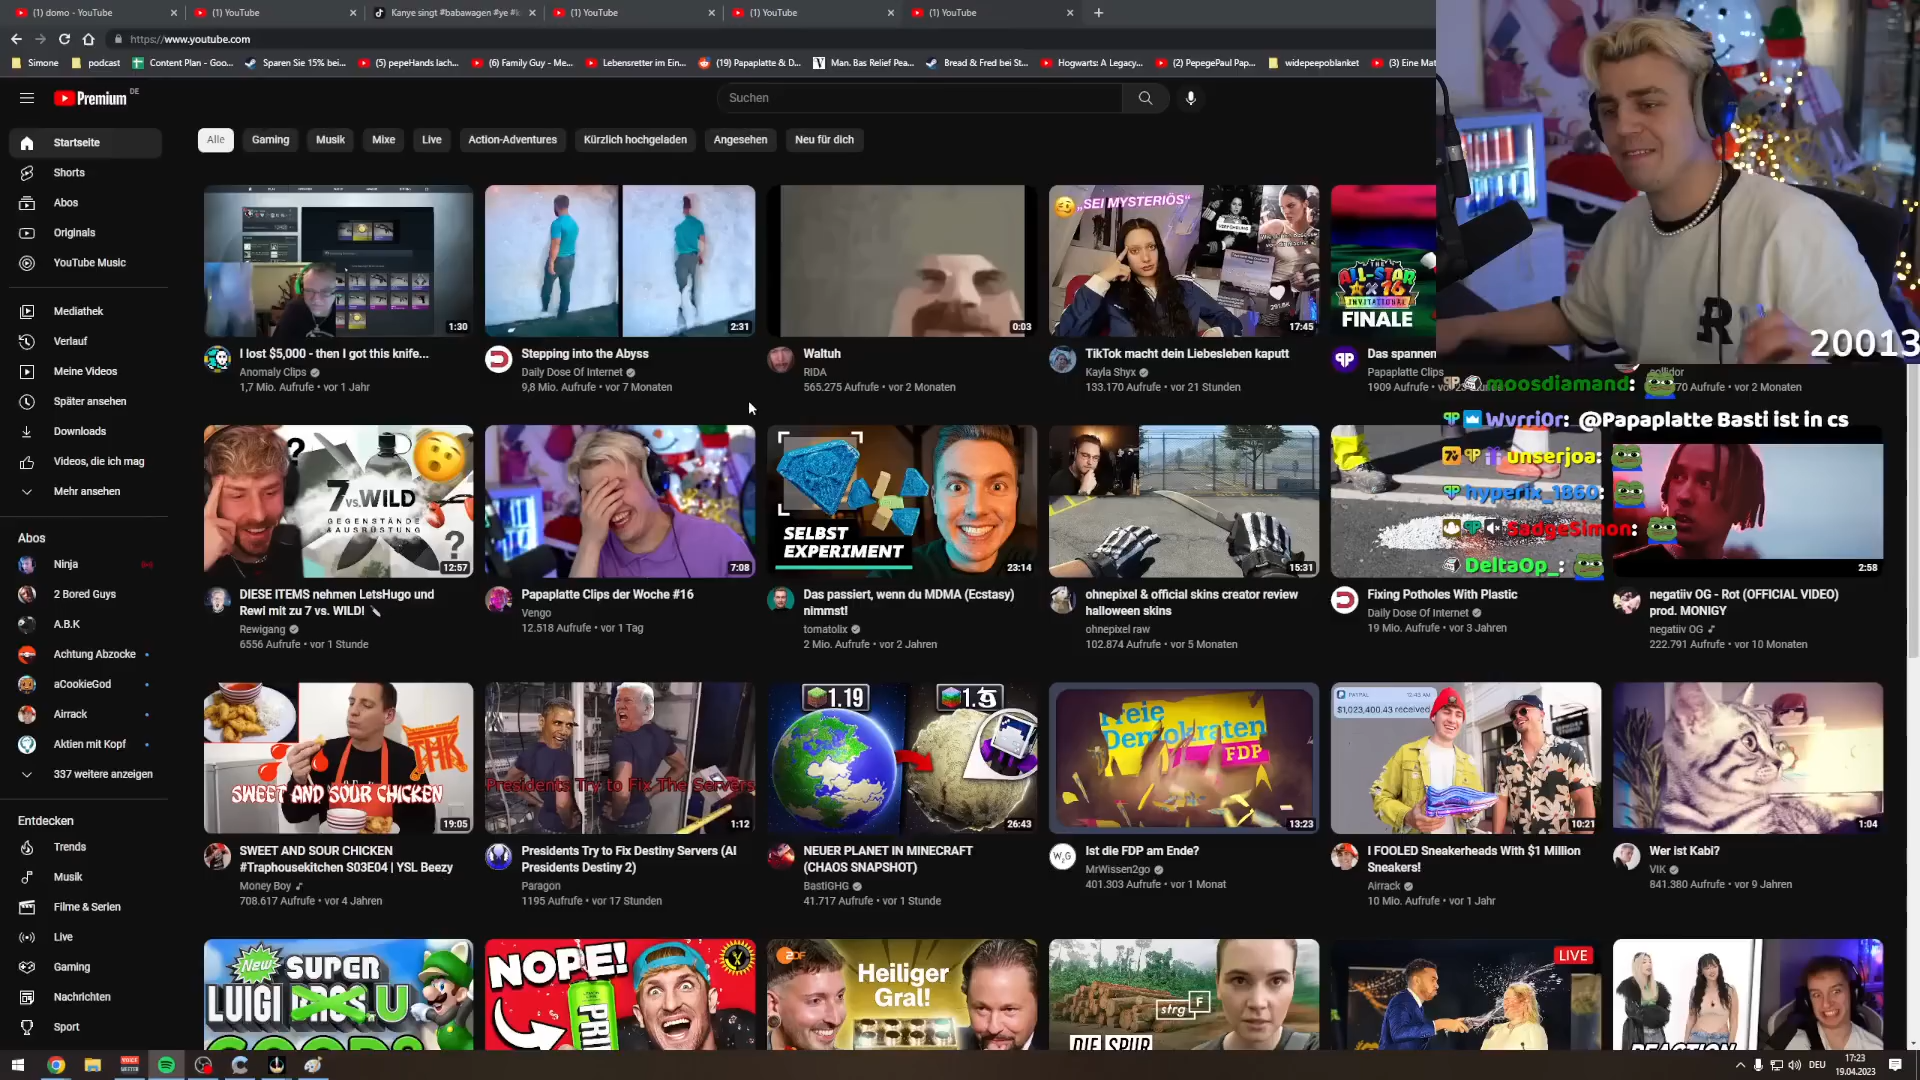 (1) domo - YouTube
(1) YouTube
Kanye singt #babawagen #ye #k
(1) YouTube
(1) YouTube
(1) YouTube
https://www.youtube.com
Simone
podcast
Content Plan - Goo...
Sparen Sie 15% bei...
(5) pepeHands lach...
(6) Family Guy - Me...
Lebensretter im Ein...
(19) Papaplatte & D...
Man. Bas Relief Pea...
Bread & Fred bei St...
Hogwarts: A Legacy...
(2) PepegePaul Pap...
widepeepoblanket
(3) Eine Mat
Premium DE
Suchen
Alle
Gaming
Musik
Mixe
Live
Action-Adventures
Kürzlich hochgeladen
Angesehen
Neu für dich
Startseite
Shorts
Abos
Originals
YouTube Music
Mediathek
Verlauf
Meine Videos
Später ansehen
Downloads
Videos, die ich mag
Mehr ansehen
Abos
Ninja
2 Bored Guys
A.B.K
Achtung Abzocke
aCookieGod
Airrack
Aktien mit Kopf
337 weitere anzeigen
Entdecken
Trends
Musik
Filme & Serien
Live
Gaming
Nachrichten
Sport
1:30
I lost $5,000 - then I got this knife...
Anomaly Clips
1,7 Mio. Aufrufe • vor 1 Jahr
2:31
Stepping into the Abyss
Daily Dose Of Internet
9,8 Mio. Aufrufe • vor 7 Monaten
0:03
Waltuh
RIDA
565.275 Aufrufe • vor 2 Monaten
„SEI MYSTERIÖS“
17:45
TikTok macht dein Liebesleben kaputt
Kayla Shyx
133.170 Aufrufe • vor 21 Stunden
ALL-STAR
INVITATIONAL
FINALE
Das spannen
Papaplatte Clips
1909 Aufrufe
vor 2 Monaten
R
20013
moosdiamand:
Wvrri0r: @Papaplatte Basti ist in cs
unserjoa:
hyperix_1860:
SadgeSimon:
DeltaOp_:
7 vs. WILD
GEGENSTÄNDE
&AUSRÜSTUNG
12:57
DIESE ITEMS nehmen LetsHugo und
Rewi mit zu 7 vs. WILD!
Rewigang
6556 Aufrufe • vor 1 Stunde
7:08
Papaplatte Clips der Woche #16
Vengo
12.518 Aufrufe • vor 1 Tag
SELBST
EXPERIMENT
23:14
Das passiert, wenn du MDMA (Ecstasy)
nimmst!
tomatolix
2 Mio. Aufrufe • vor 2 Jahren
15:31
ohnepixel & official skins creator review
halloween skins
ohnepixel raw
102.874 Aufrufe • vor 5 Monaten
Fixing Potholes With Plastic
Daily Dose Of Internet
19 Mio. Aufrufe • vor 3 Jahren
2:58
negatiiv OG - Rot (OFFICIAL VIDEO)
prod. MONIGY
negatiiv OG
222.791 Aufrufe • vor 10 Monaten
THK
SWEET AND SOUR CHICKEN
19:05
SWEET AND SOUR CHICKEN
#Traphousekitchen S03E04 | YSL Beezy
Money Boy
708.617 Aufrufe • vor 4 Jahren
Presidents Try to Fix The Servers
1:12
Presidents Try to Fix Destiny Servers (AI
Presidents Destiny 2)
Paragon
1195 Aufrufe • vor 17 Stunden
1.19
26:43
NEUER PLANET IN MINECRAFT
(CHAOS SNAPSHOT)
BastiGHG
41.717 Aufrufe • vor 1 Stunde
Freie
Demokraten
FDP
13:23
Ist die FDP am Ende?
MrWissen2go
401.303 Aufrufe • vor 1 Monat
PAYPAL
12:43 AM
$1,023,400.43 received
10:21
I FOOLED Sneakerheads With $1 Million
Sneakers!
Airrack
10 Mio. Aufrufe • vor 1 Jahr
1:04
Wer ist Kabi?
VIK
841.380 Aufrufe • vor 9 Jahren
New SUPER
LUIGI BROS. U
NOPE!
PRI
ZDF
Heiliger
Gral!
strg F
DIE SPUR
LIVE
REACTION
DEU
17:23
19.04.2023